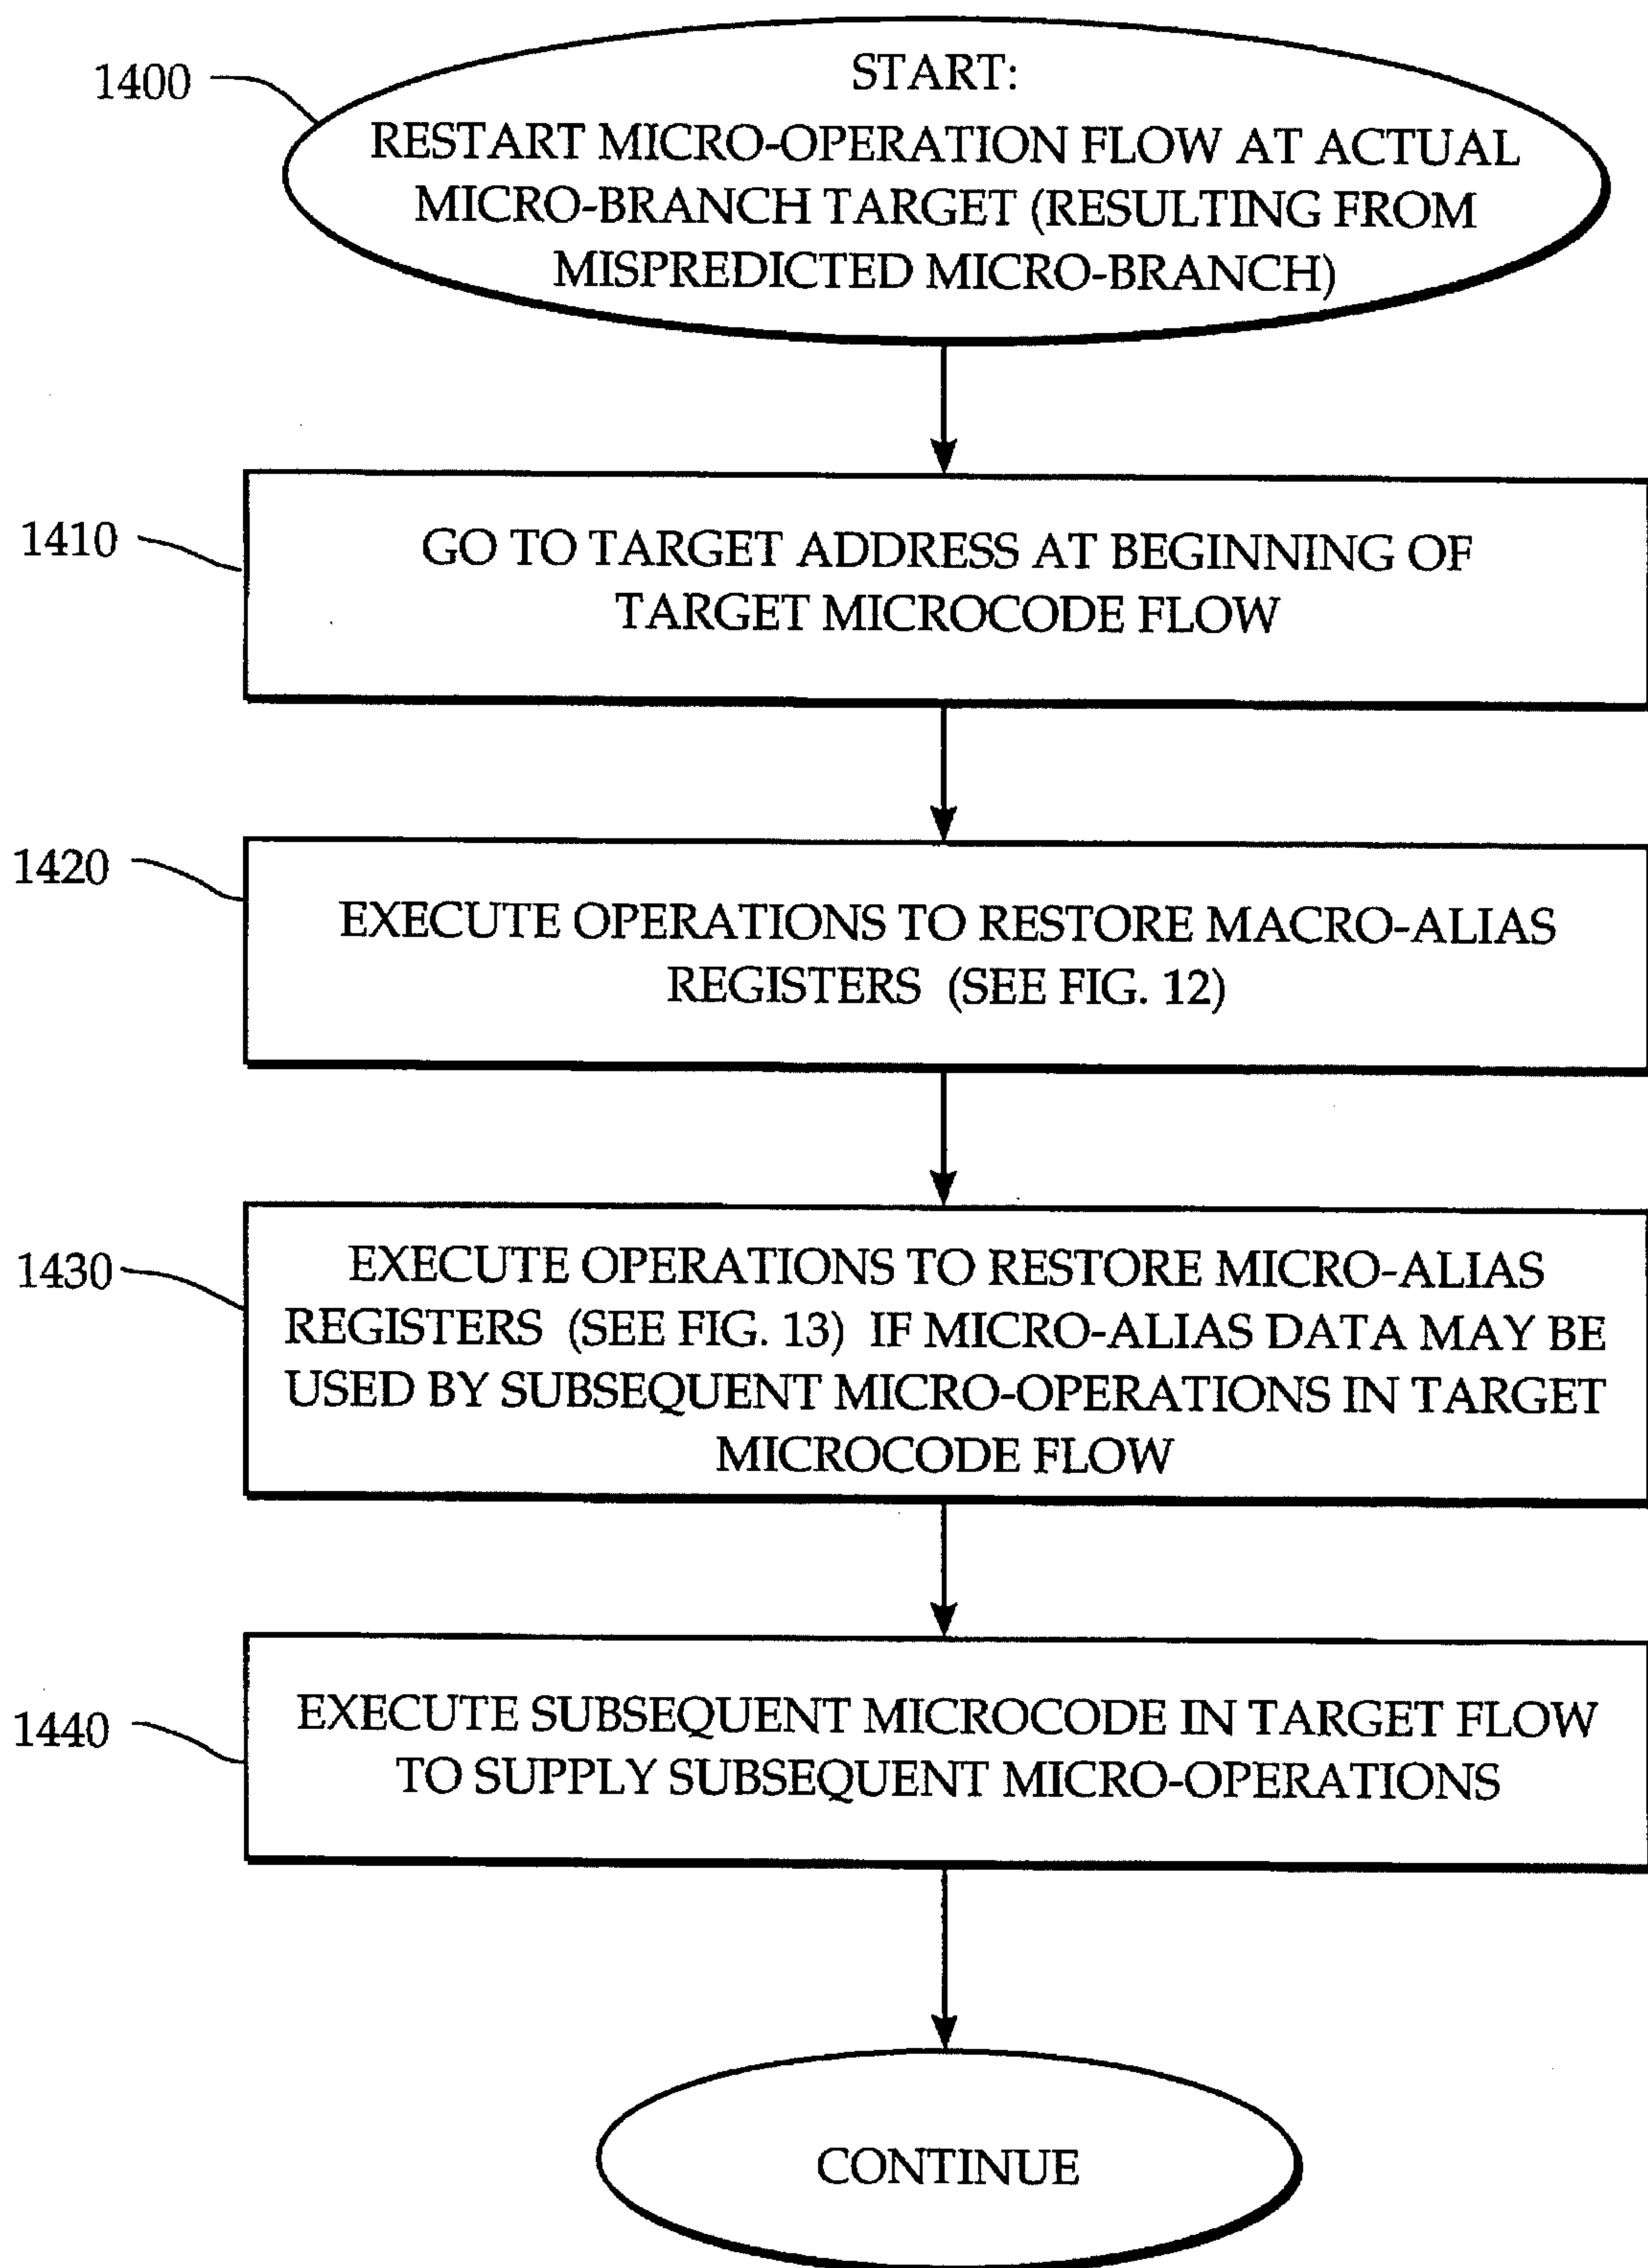 1400
START:
RESTART MICRO-OPERATION FLOW AT ACTUAL
MICRO-BRANCH TARGET (RESULTING FROM
MISPREDICTED MICRO-BRANCH)
1410
GO TO TARGET ADDRESS AT BEGINNING OF
TARGET MICROCODE FLOW
1420
EXECUTE OPERATIONS TO RESTORE MACRO-ALIAS
REGISTERS (SEE FIG. 12)
1430
EXECUTE OPERATIONS TO RESTORE MICRO-ALIAS
REGISTERS (SEE FIG. 13) IF MICRO-ALIAS DATA MAY BE
USED BY SUBSEQUENT MICRO-OPERATIONS IN TARGET
MICROCODE FLOW
1440
EXECUTE SUBSEQUENT MICROCODE IN TARGET FLOW
TO SUPPLY SUBSEQUENT MICRO-OPERATIONS
CONTINUE